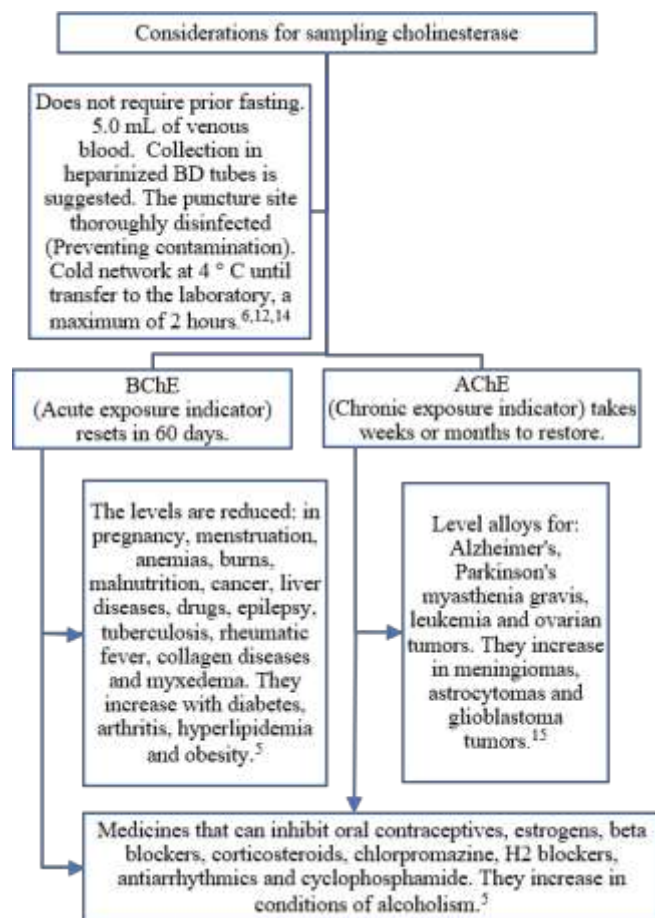 Considerations for sampling cholinesterase
Does not require prior fasting.
5.0 mL of venous
blood.  Collection in
heparinized BD tubes is
suggested. The puncture site
thoroughly disinfected
(Preventing contamination).
Cold network at 4 ° C until
transfer to the laboratory, a
maximum of 2 hours.6,12,14
BChE
(Acute exposure indicator)
resets in 60 days.
AChE
(Chronic exposure indicator) takes
weeks or months to restore.
The levels are reduced: in
pregnancy, menstruation,
anemias, burns,
malnutrition, cancer, liver
diseases, drugs, epilepsy,
tuberculosis, rheumatic
fever, collagen diseases
and myxedema. They
increase with diabetes,
arthritis, hyperlipidemia
and obesity.5
Level alloys for:
Alzheimer's,
Parkinson's
myasthenia gravis,
leukemia and ovarian
tumors. They increase
in meningiomas,
astrocytomas and
glioblastoma
tumors.15
Medicines that can inhibit oral contraceptives, estrogens, beta
blockers, corticosteroids, chlorpromazine, H2 blockers,
antiarrhythmics and cyclophosphamide. They increase in
conditions of alcoholism.5